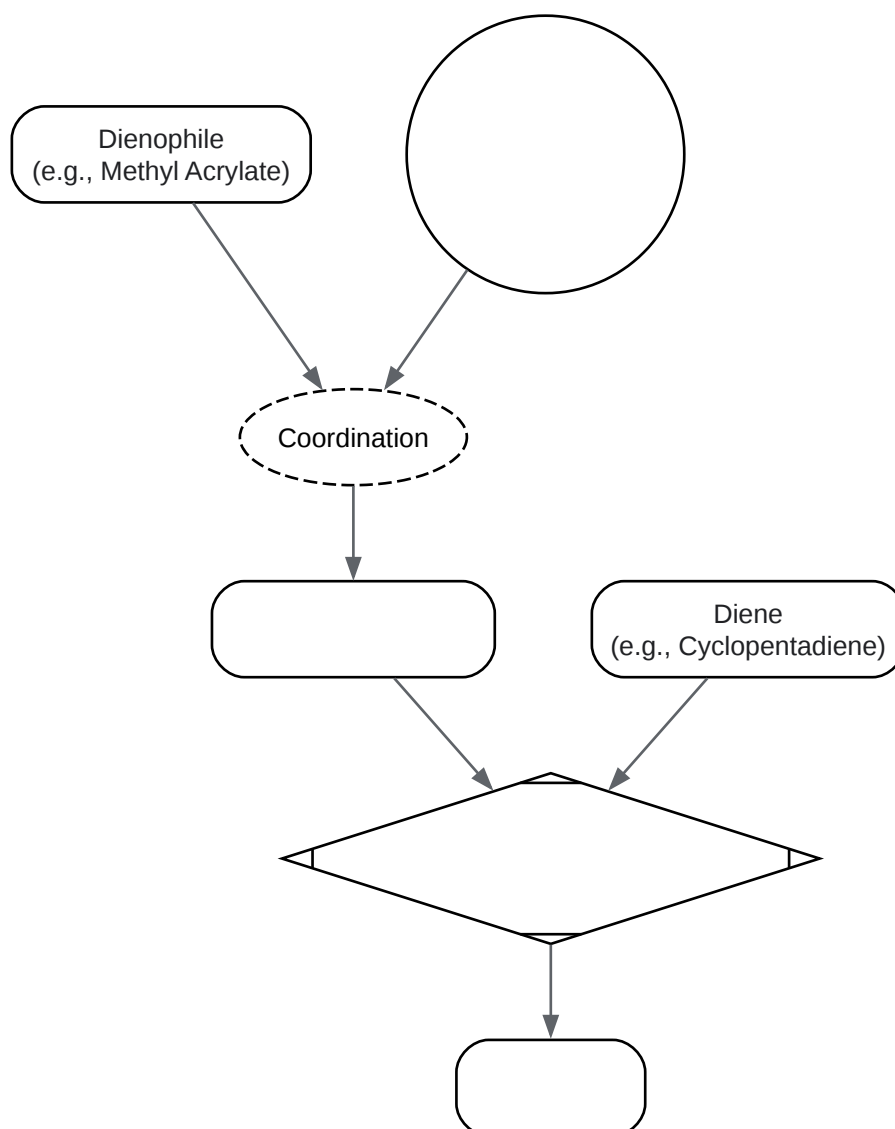 Dienophile
(e.g., Methyl Acrylate)
Coordination
Diene
(e.g., Cyclopentadiene)